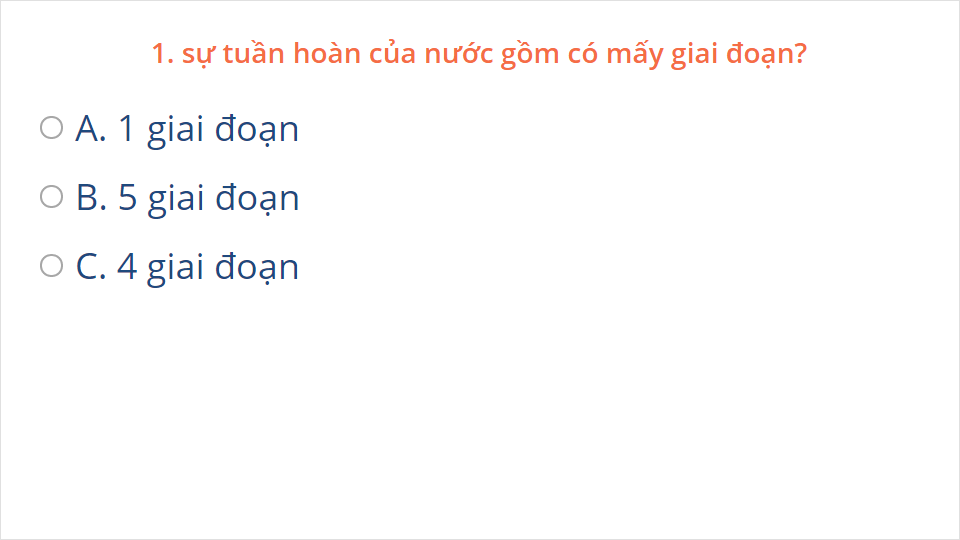 1. sự tuần hoàn của nước gồm có mấy giai đoạn?
A. 1 giai đoạn
B. 5 giai đoạn
C. 4 giai đoạn